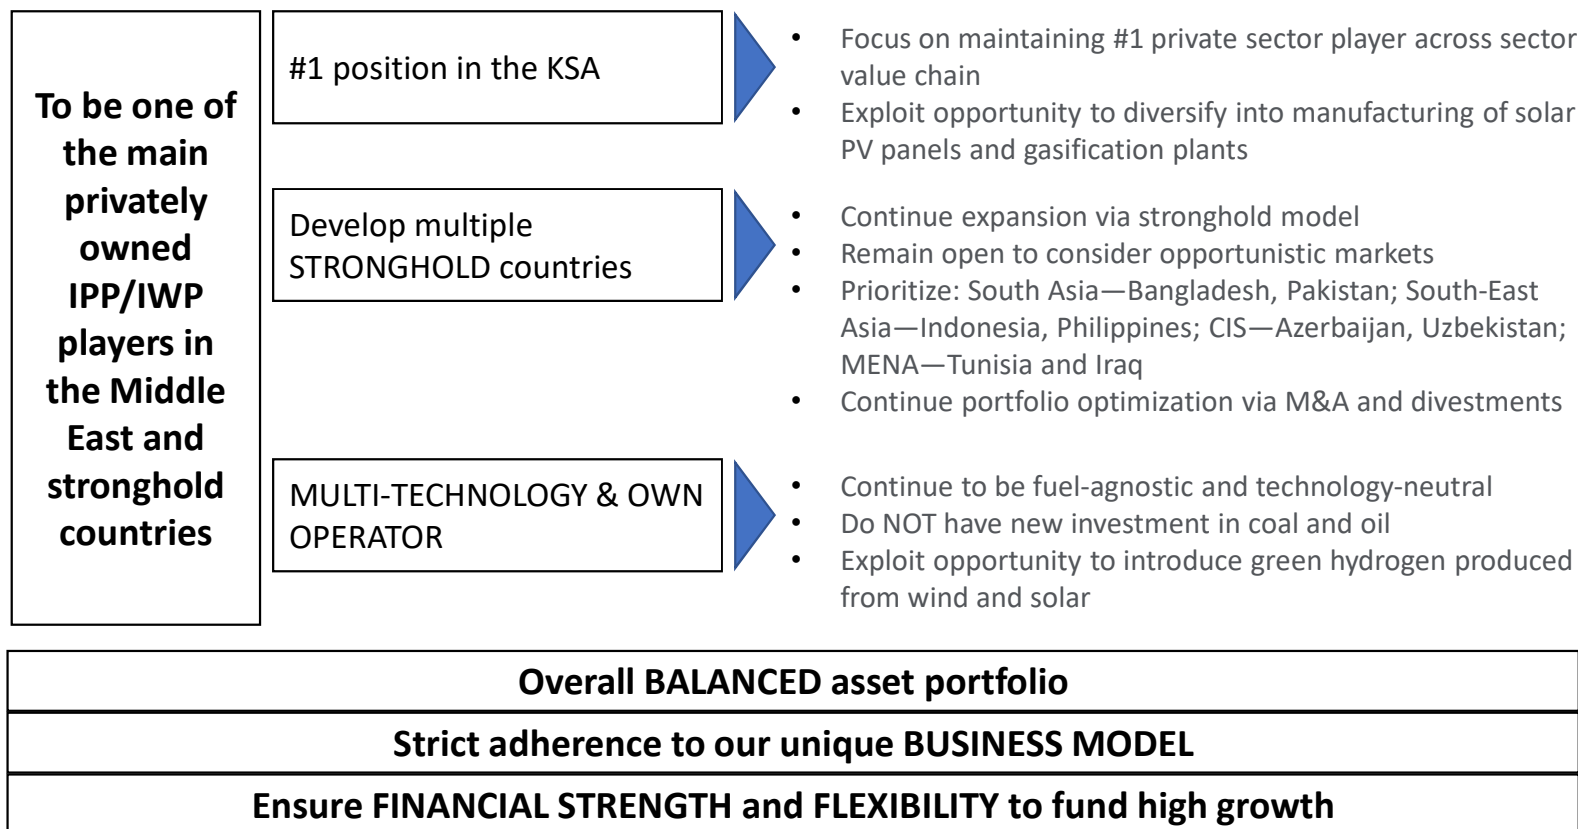 To be one of
the main
privately
owned
IPP/IWP
players in
the Middle
East and
stronghold
countries
#1 position in the KSA
• Focus on maintaining #1 private sector player across sector
value chain
• Exploit opportunity to diversify into manufacturing of solar
PV panels and gasification plants
Develop multiple
STRONGHOLD countries
• Continue expansion via stronghold model
• Remain open to consider opportunistic markets
• Prioritize: South Asia—Bangladesh, Pakistan; South-East
Asia—Indonesia, Philippines; CIS—Azerbaijan, Uzbekistan;
MENA—Tunisia and Iraq
• Continue portfolio optimization via M&A and divestments
MULTI-TECHNOLOGY & OWN
OPERATOR
• Continue to be fuel-agnostic and technology-neutral
• Do NOT have new investment in coal and oil
• Exploit opportunity to introduce green hydrogen produced
from wind and solar
Overall BALANCED asset portfolio
Strict adherence to our unique BUSINESS MODEL
Ensure FINANCIAL STRENGTH and FLEXIBILITY to fund high growth